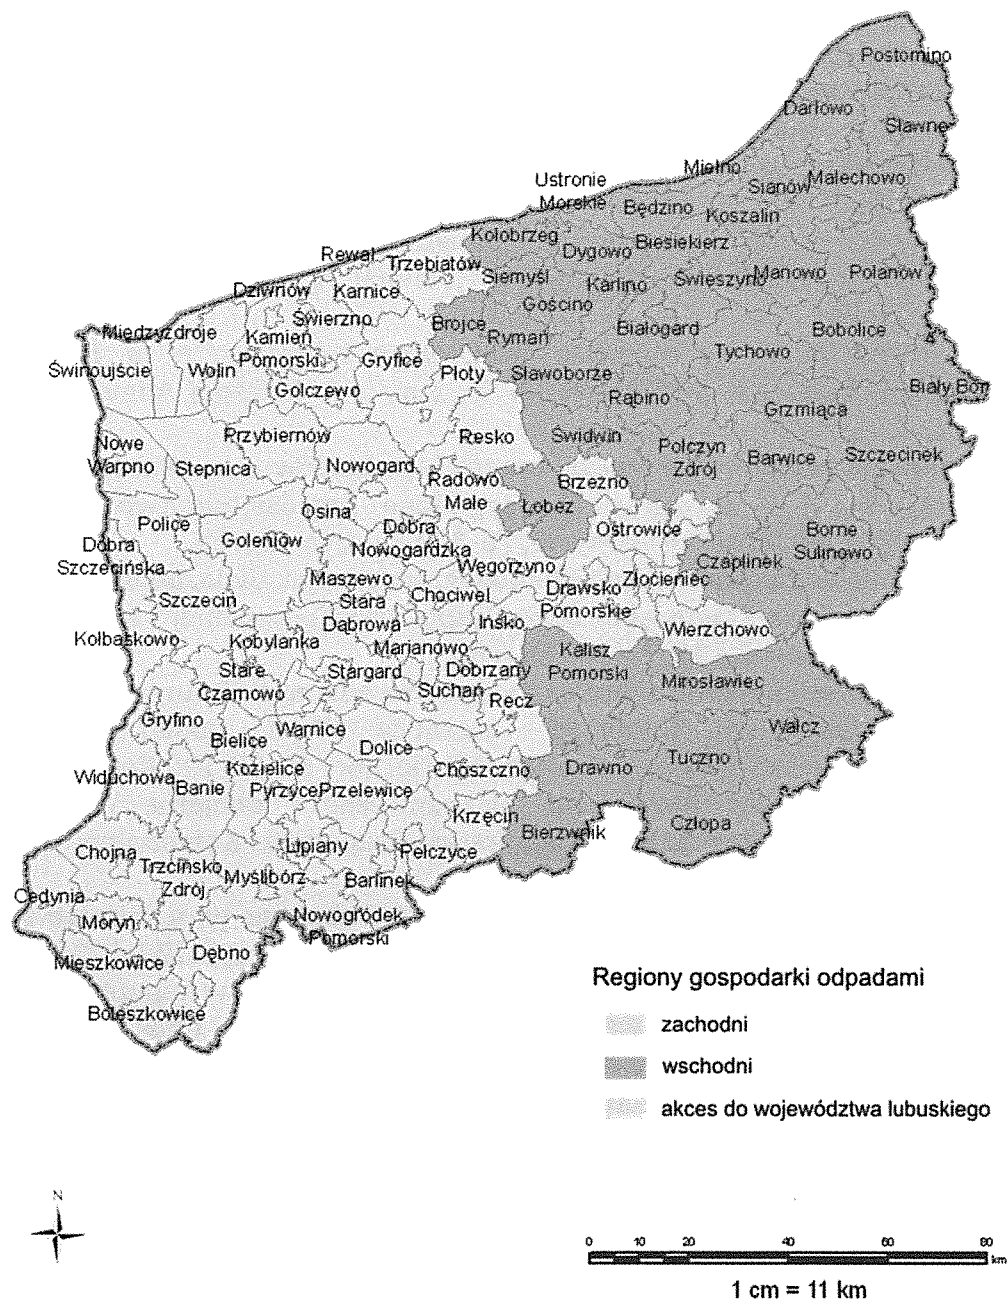 Postomino
Darłowo
Sławno
Mielno
Ustronie
Morskie
Sianów
Malechowo
Będzino
Koszalin
Kołobrzeg
Dygowo
Biesiekierz
Rewal
Trzebiatów
Siemyśl
Karlino
Świeszyno
Manowo
Polanów
Dziwnów
Karnice
Gościno
Świerzno
Brojce
Rymań
Białogard
Bobolice
Międzyzdroje
Kamień
Pomorski
Gryfice
Tychowo
Świnoujście
Wolin
Płoty
Sławoborze
Biały Bór
Golczewo
Rąbino
Grzmiąca
Przybiernów
Resko
Świdwin
Połczyn
Zdrój
Barwice
Szczecinek
Nowe
Warpno
Stepnica
Nowogard
Radowo
Małe
Brzeżno
Łobez
Osina
Police
Goleniów
Dobra
Nowogardzka
Ostrowice
Borne
Sulinowo
Dobra
Szczecińska
Węgorzyno
Czaplinek
Maszewo
Chociwel
Drawsko
Pomorskie
Złocieniec
Szczecin
Stara
Dąbrowa
Ińsko
Wierzchowo
Kołbaskowo
Kobylanka
Marianowo
Kalisz
Pomorski
Stare
Czarnowo
Stargard
Dobrzany
Suchań
Mirosławiec
Recz
Gryfino
Bielice
Warnice
Dolice
Wałcz
Widuchowa
Banie
Kozielice
Pyrzyce
Przelewice
Choszczno
Drawno
Tuczno
Krzęcin
Bierzwnik
Człopa
Chojna
Trzcińsko
Zdrój
Lipiany
Pełczyce
Myślibórz
Barlinek
Cedynia
Moryń
Nowogródek
Pomorski
Mieszkowice
Dębno
Boleszkowice
Regiony gospodarki odpadami
zachodni
wschodni
akces do województwa lubuskiego
N
0 10 20 40 60 80
km
1 cm = 11 km